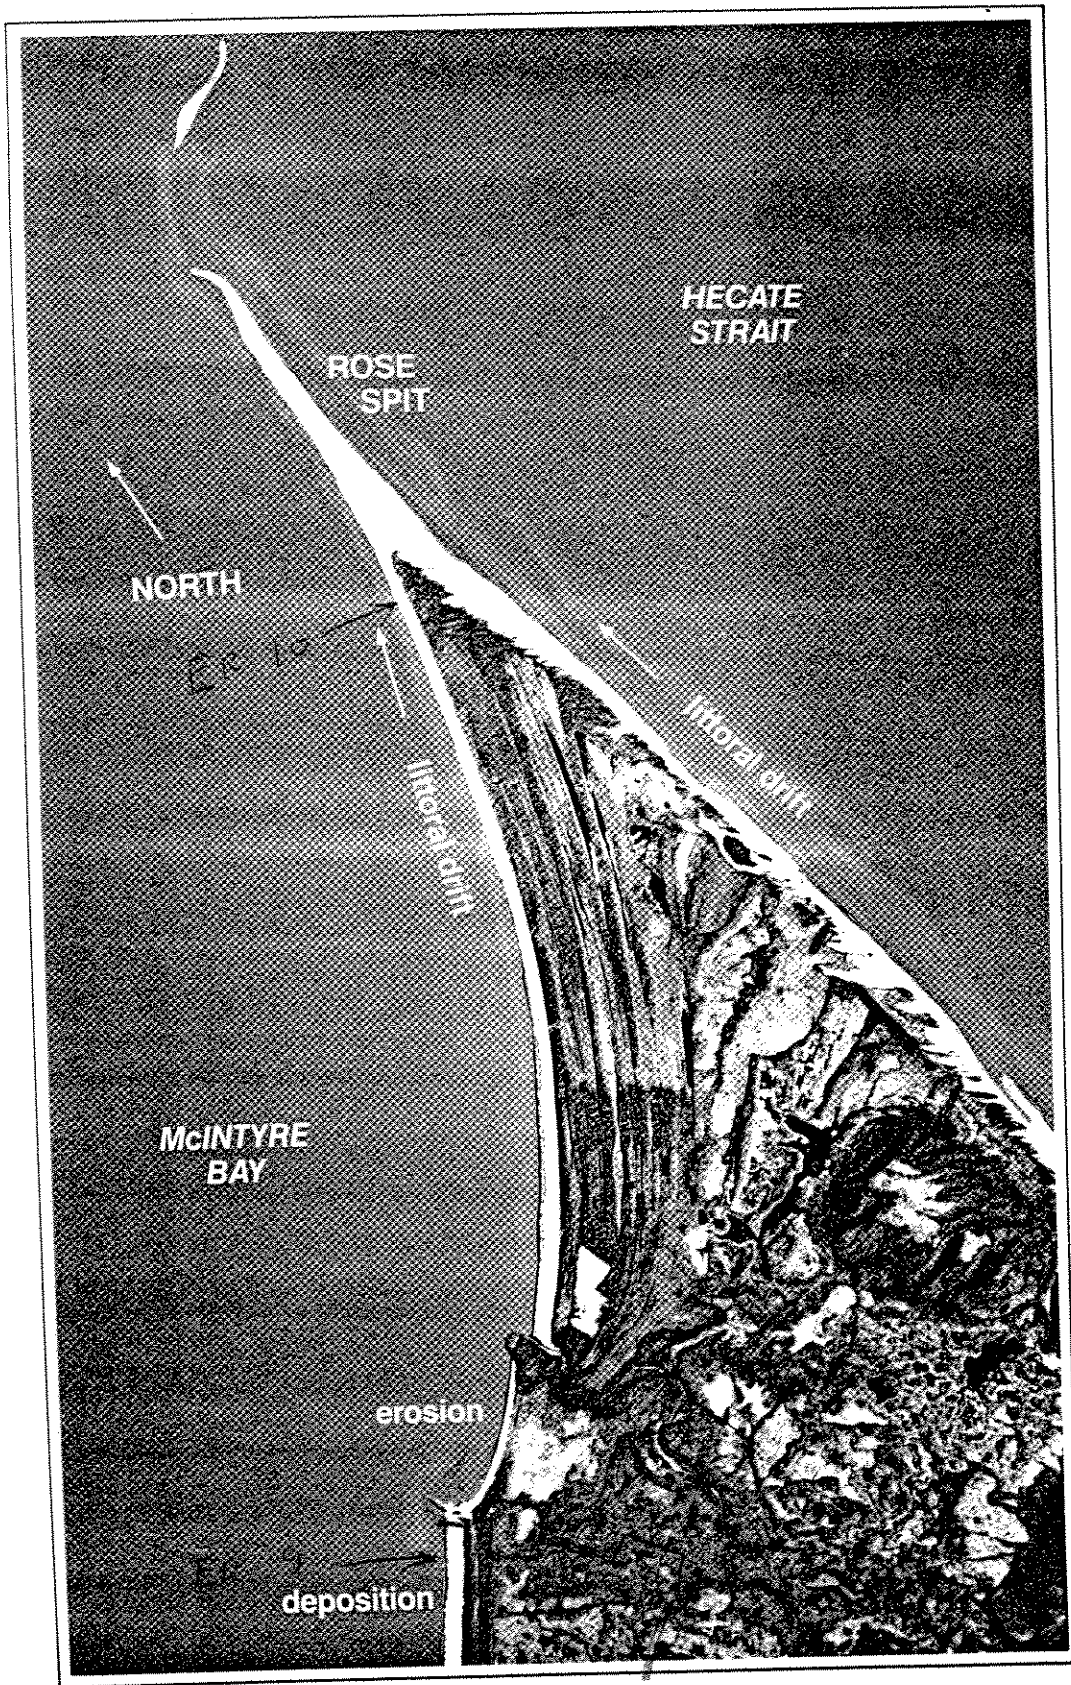 HECATE
STRAIT
ROSE
SPIT
NORTH
littoral drift
littoral drift
McINTYRE
BAY
erosion
deposition